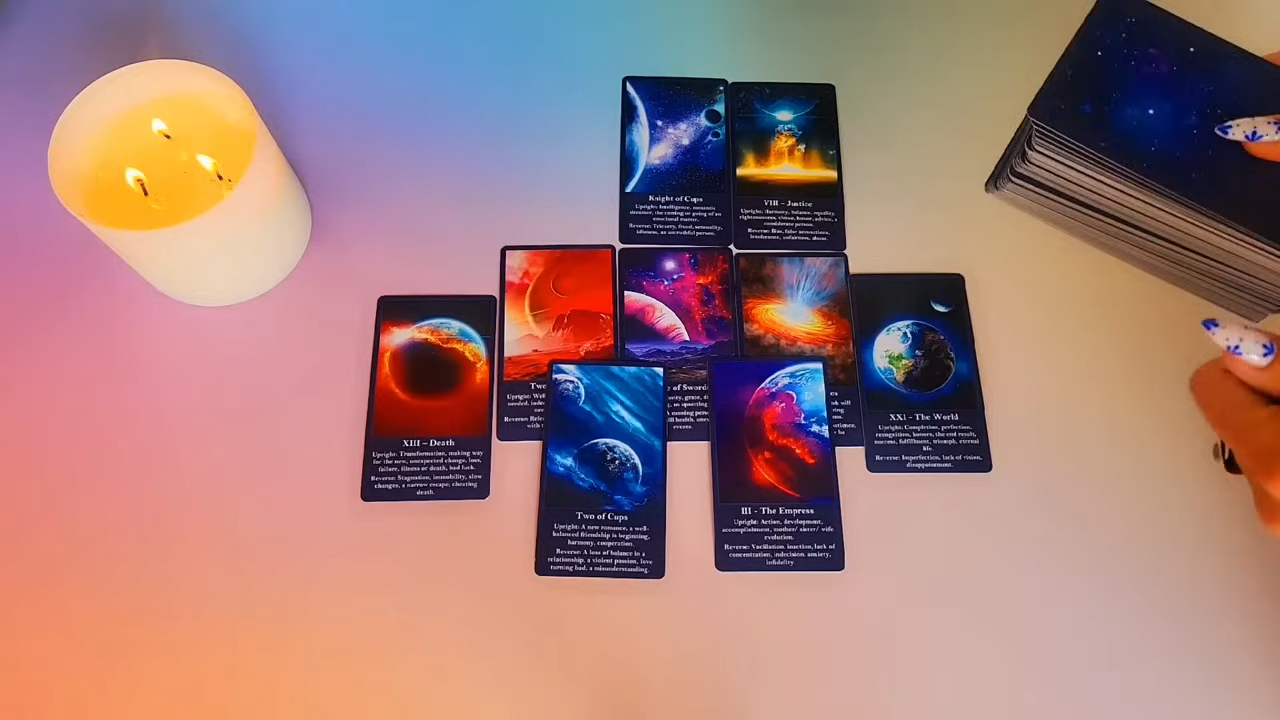 Knight of Cups
Upright: Intelligence, romantic
dreamer, the coming or going of an
emotional matter.
Reverse: Trickery, fraud, sensuality,
idleness, an untruthful person.
VIII – Justice
Upright: Harmony, balance, equality,
righteousness, virtue, honor, advice, a
considerate person.
Reverse: Bias, false accusations,
intolerance, unfairness, abuse.
XIII – Death
Upright: Transformation, making way
for the new, unexpected change, loss,
failure, illness or death, bad luck.
Reverse: Stagnation, immobility, slow
changes, a narrow escape, cheating
death.
Two
Upright: Well
needed,
Reverse:
with
of Swords
events.
XXI – The World
Upright: Completion, perfection,
recognition, honors, the end result,
success, fulfillment, triumph, eternal
life.
Reverse: Imperfection, lack of vision,
disappointment.
Two of Cups
Upright: A new romance, a well-
balanced friendship is beginning,
harmony, cooperation.
Reverse: A loss of balance in a
relationship, a violent passion, love
turning bad, a misunderstanding.
III - The Empress
Upright: Action, development,
accomplishment, mother/ sister/ wife,
evolution.
Reverse: Vacillation, inaction, lack of
concentration, indecision, anxiety,
infidelity